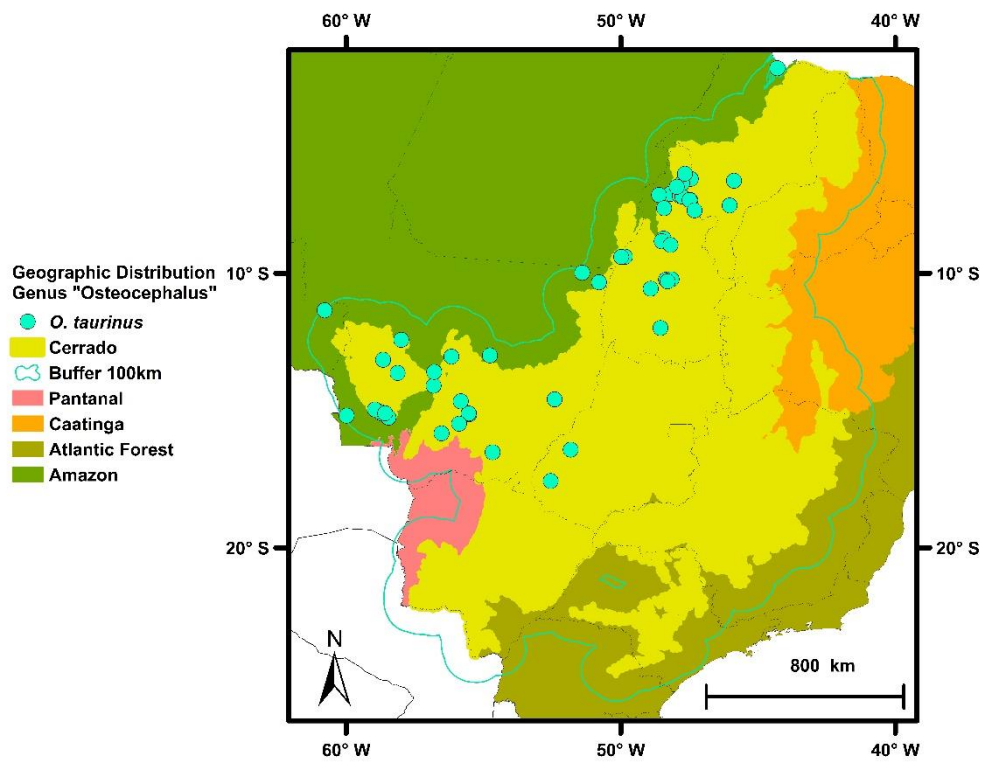 60° W 50° W 40° W
10° S 10° S
Geographic Distribution
Genus "Osteocephalus"
O. taurinus
Cerrado
Buffer 100km
Pantanal
Caatinga
Atlantic Forest
Amazon
20° S 20° S
N
800 km
60° W 50° W 40° W